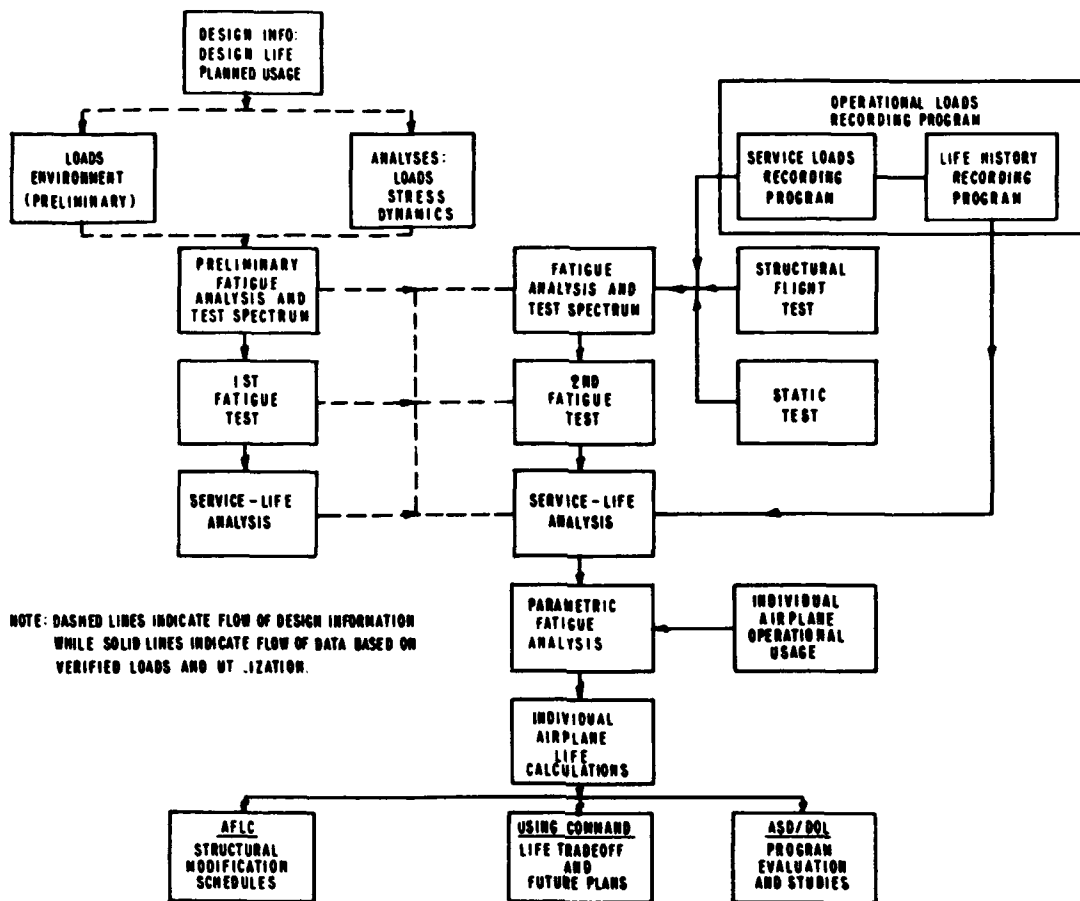 DESIGN INFO:
DESIGN LIFE
PLANNED USAGE
LOADS
ENVIRONMENT
(PRELIMINARY)
ANALYSES:
LOADS
STRESS
DYNAMICS
OPERATIONAL LOADS
RECORDING PROGRAM
SERVICE LOADS
RECORDING
PROGRAM
LIFE HISTORY
RECORDING
PROGRAM
PRELIMINARY
FATIGUE
ANALYSIS AND
TEST SPECTRUM
FATIGUE
ANALYSIS AND
TEST SPECTRUM
STRUCTURAL
FLIGHT
TEST
1ST
FATIGUE
TEST
2ND
FATIGUE
TEST
STATIC
TEST
SERVICE-LIFE
ANALYSIS
SERVICE-LIFE
ANALYSIS
NOTE: DASHED LINES INDICATE FLOW OF DESIGN INFORMATION
WHILE SOLID LINES INDICATE FLOW OF DATA BASED ON
VERIFIED LOADS AND UT .IZATION.
PARAMETRIC
FATIGUE
ANALYSIS
INDIVIDUAL
AIRPLANE
OPERATIONAL
USAGE
INDIVIDUAL
AIRPLANE
LIFE
CALCULATIONS
AFLC
STRUCTURAL
MODIFICATION
SCHEDULES
USING COMMAND
LIFE TRADEOFF
AND
FUTURE PLANS
ASD/DOL
PROGRAM
EVALUATION
AND STUDIES